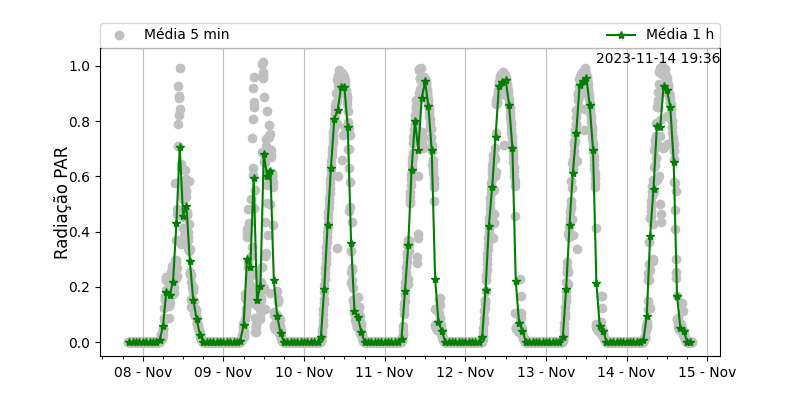 Média 5 min
Média 1 h
2023-11-14 19:36
Radiação PAR
1.0
0.8
0.6
0.4
0.2
0.0
08 - Nov 09 - Nov 10 - Nov 11 - Nov 12 - Nov 13 - Nov 14 - Nov 15 - Nov